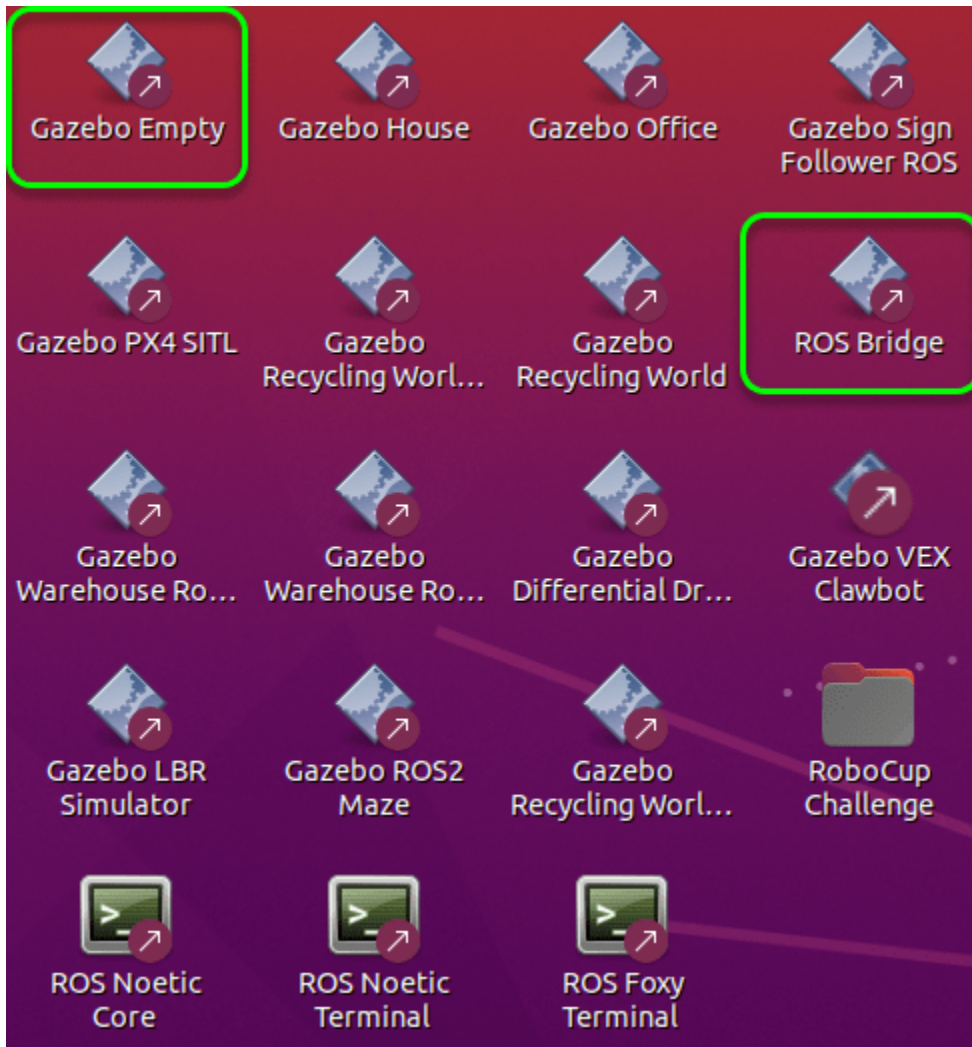 Gazebo Empty
Gazebo House
Gazebo Office
Gazebo Sign
Follower ROS
Gazebo PX4 SITL
Gazebo
Recycling Worl...
Gazebo
Recycling World
ROS Bridge
Gazebo
Warehouse Ro...
Gazebo
Warehouse Ro...
Gazebo
Differential Dr...
Gazebo VEX
Clawbot
Gazebo LBR
Simulator
Gazebo ROS2
Maze
Gazebo
Recycling Worl...
RoboCup
Challenge
>_
ROS Noetic
Core
>_
ROS Noetic
Terminal
>_
ROS Foxy
Terminal